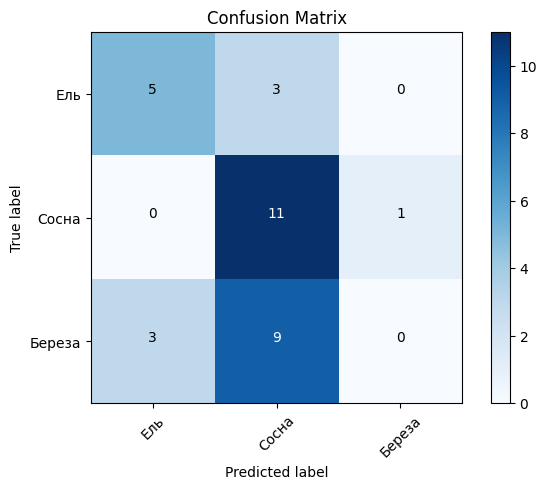 Confusion Matrix
True label
Ель
5
3
0
Сосна
0
11
1
Береза
3
9
0
Ель
Сосна
Береза
Predicted label
10
8
6
4
2
0